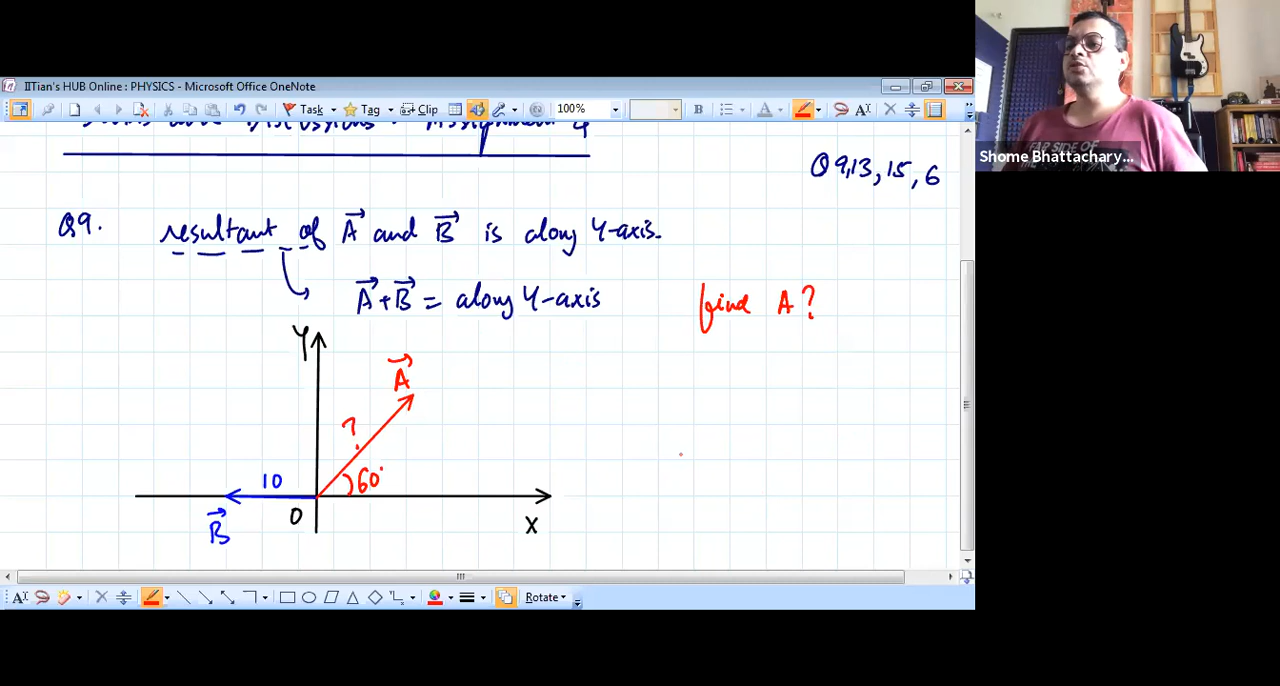 IITian's HUB Online : PHYSICS - Microsoft Office OneNote
Task Tag Clip 100% B A
Shome Bhattachary...
Q 9,13, 15, 6
Q9. resultant of A⃗ and B⃗ is along Y-axis.
A⃗ + B⃗ = along Y-axis
find A?
Y
A⃗
?
10
60°
B⃗
O
X
Rotate